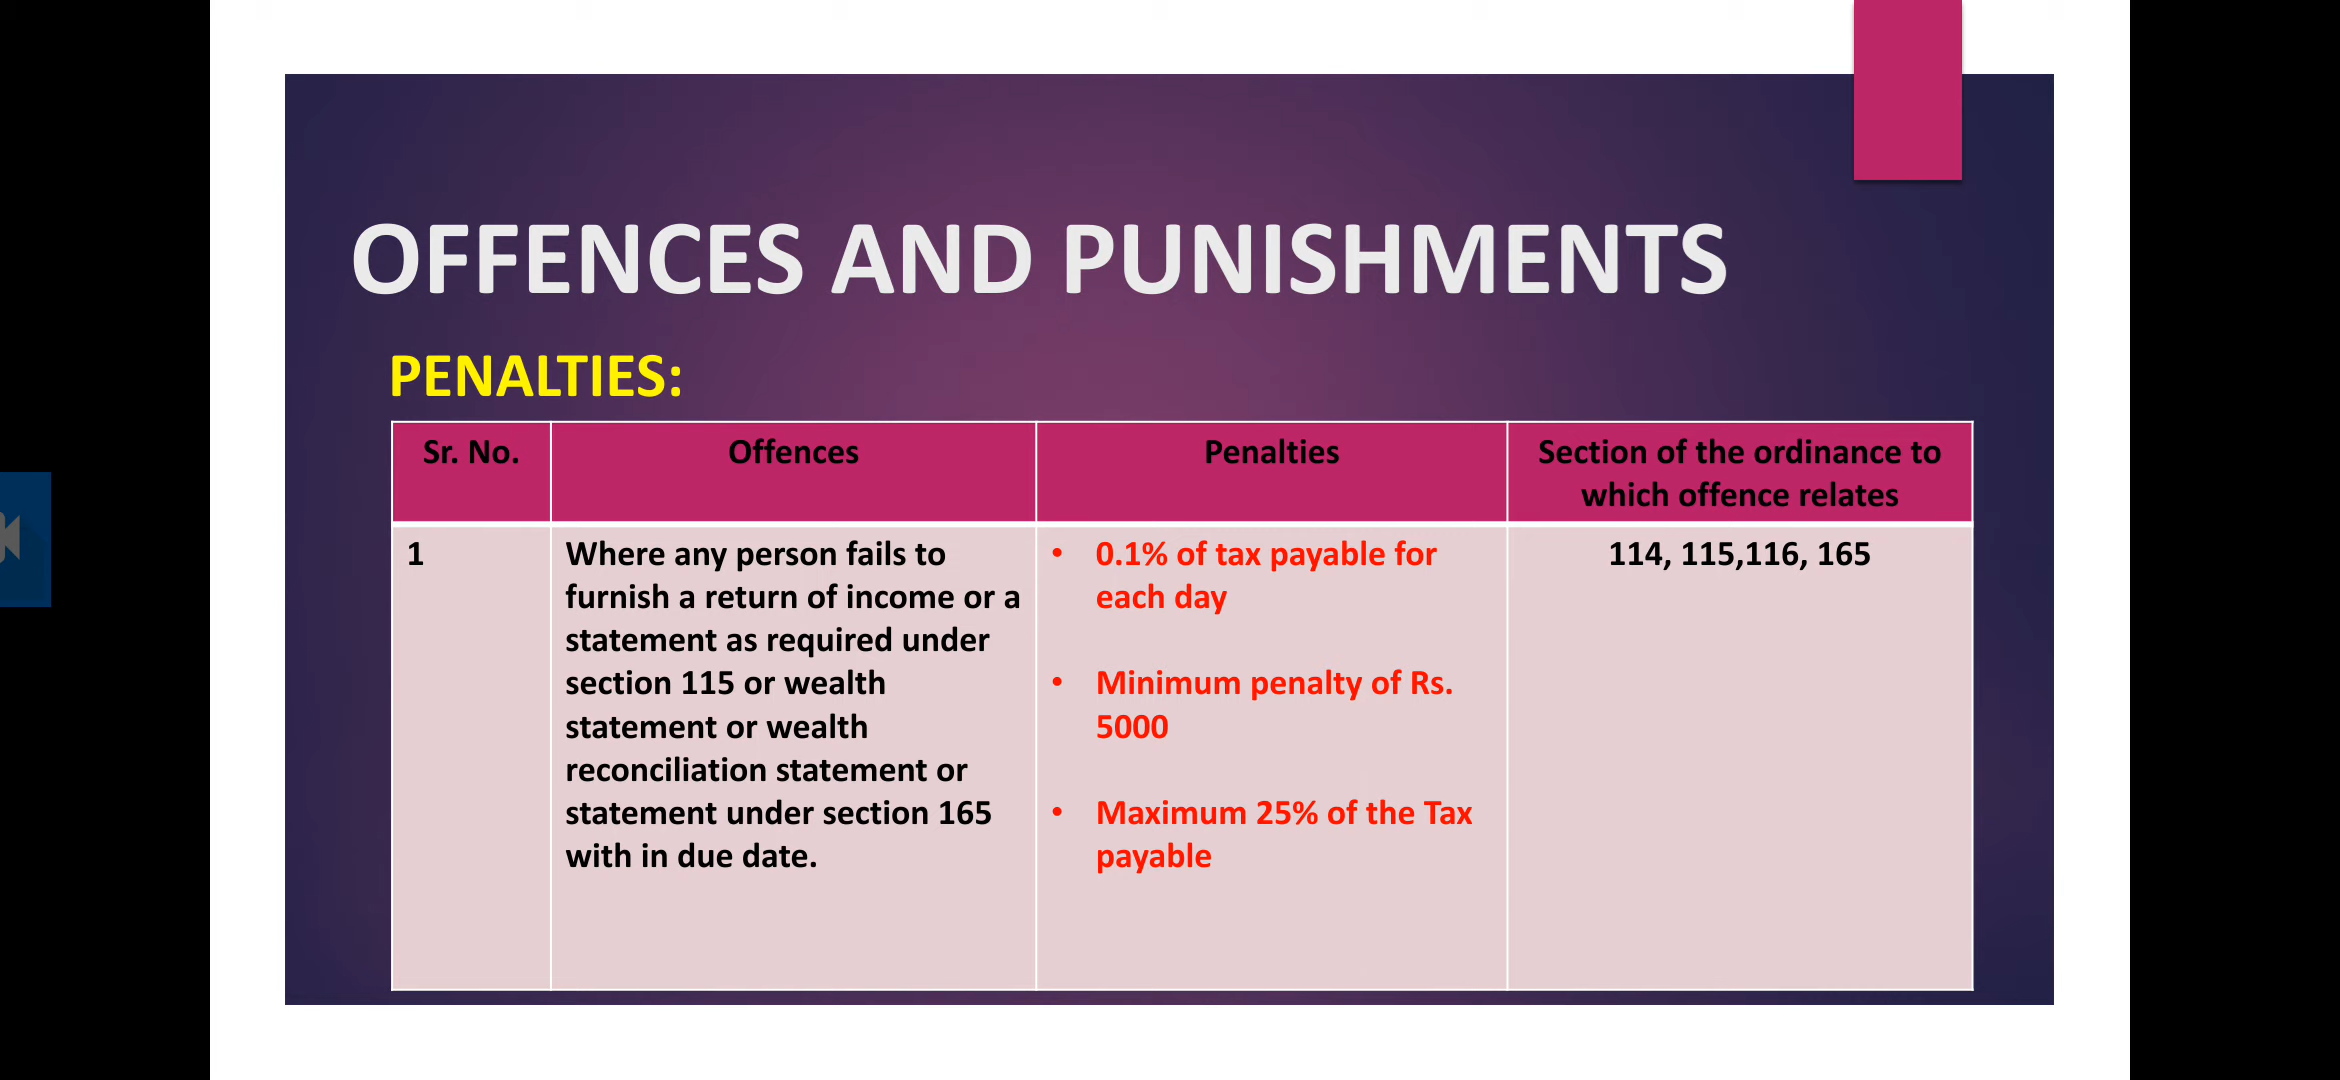 OFFENCES AND PUNISHMENTS
PENALTIES:
Sr. No.
Offences
Penalties
Section of the ordinance to
which offence relates
1
Where any person fails to
furnish a return of income or a
statement as required under
section 115 or wealth
statement or wealth
reconciliation statement or
statement under section 165
with in due date.
• 0.1% of tax payable for
each day
• Minimum penalty of Rs.
5000
• Maximum 25% of the Tax
payable
114, 115,116, 165